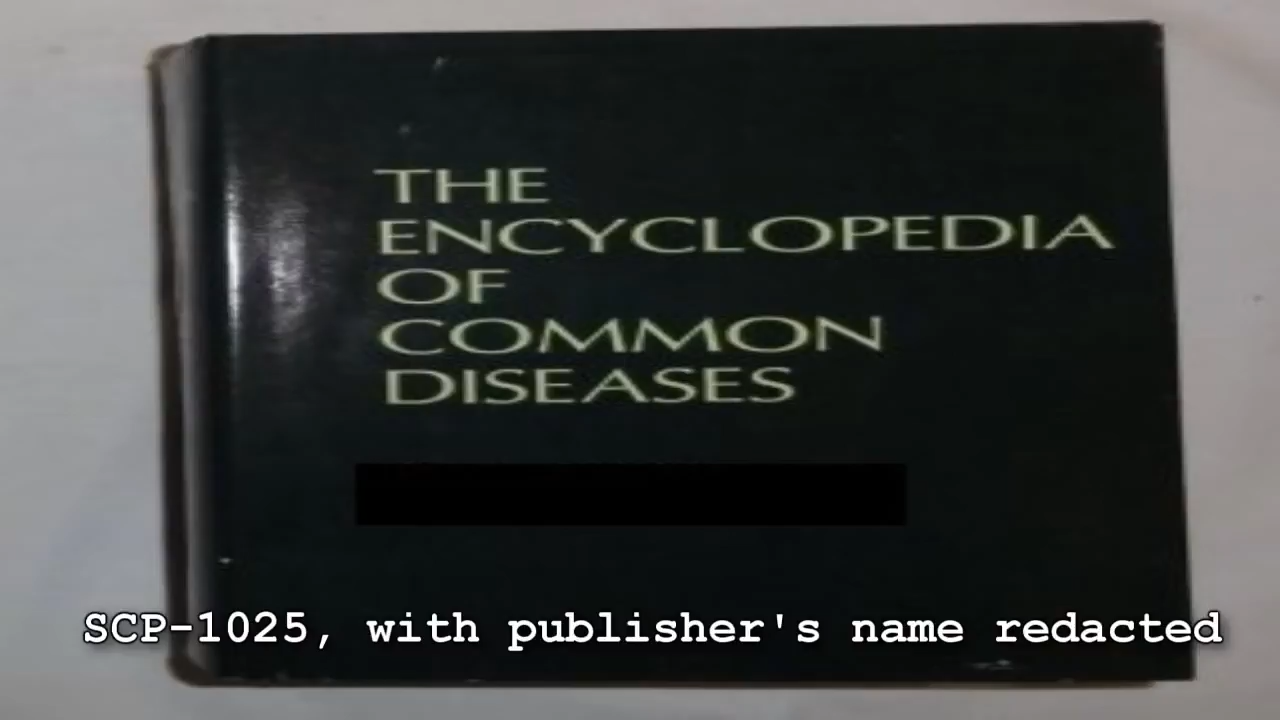 THE
ENCYCLOPEDIA
OF
COMMON
DISEASES
SCP-1025, with publisher's name redacted